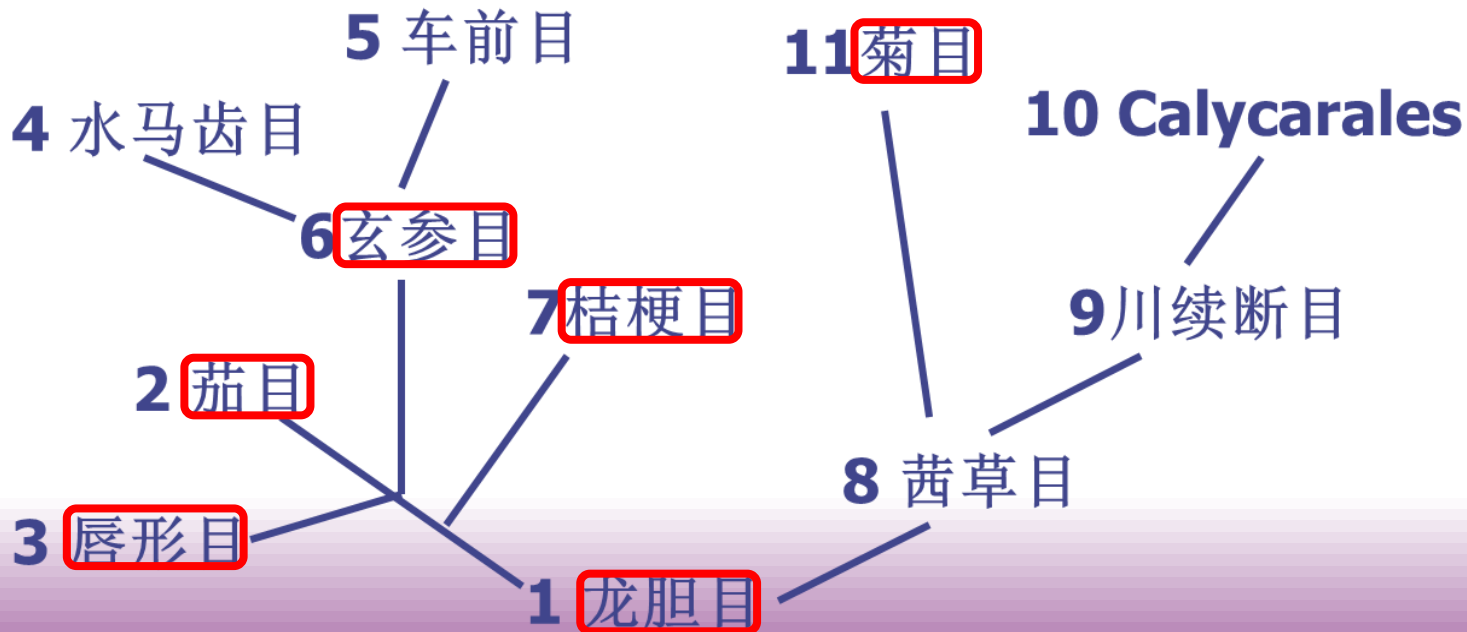 5 车前目
11菊目
4 水马齿目
10 Calycarales
6玄参目
7桔梗目
9川续断目
2 茄目
8 茜草目
3 唇形目
1 龙胆目